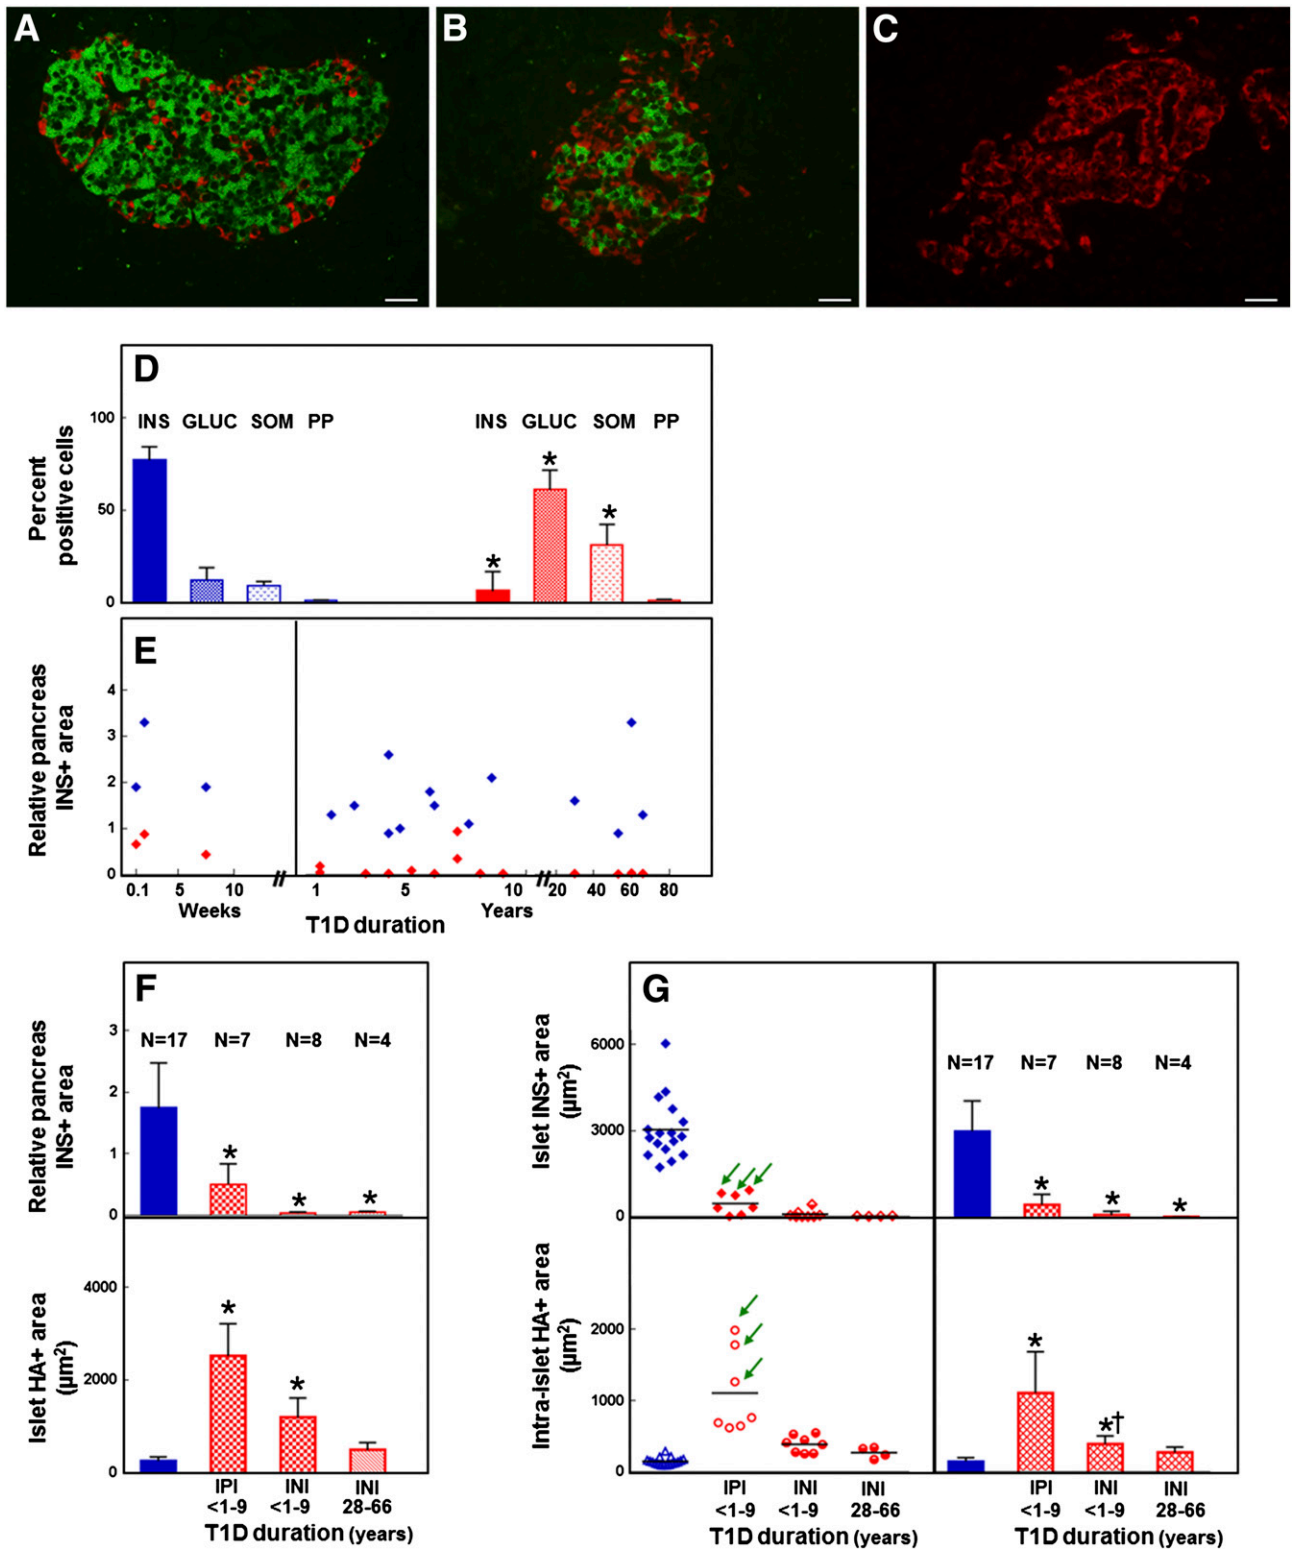 A B C
D
INS GLUC SOM PP INS GLUC SOM PP
* * *
Percent
positive cells
100
50
0
E
Relative pancreas
INS+ area
4
3
2
1
0
0.1 5 10 // 1 5 10 // 20 40 60 80
Weeks Years
T1D duration
F
N=17 N=7 N=8 N=4
* * *
Relative pancreas
INS+ area
3
2
1
0
Islet HA+ area
(µm²)
4000
2000
0
* *
IPI INI INI
<1-9 <1-9 28-66
T1D duration (years)
G
Islet INS+ area
(µm²)
6000
3000
0
N=17 N=7 N=8 N=4
* * *
Intra-islet HA+ area
(µm²)
2000
1000
0
* *†
IPI INI INI IPI INI INI
<1-9 <1-9 28-66 <1-9 <1-9 28-66
T1D duration (years) T1D duration (years)